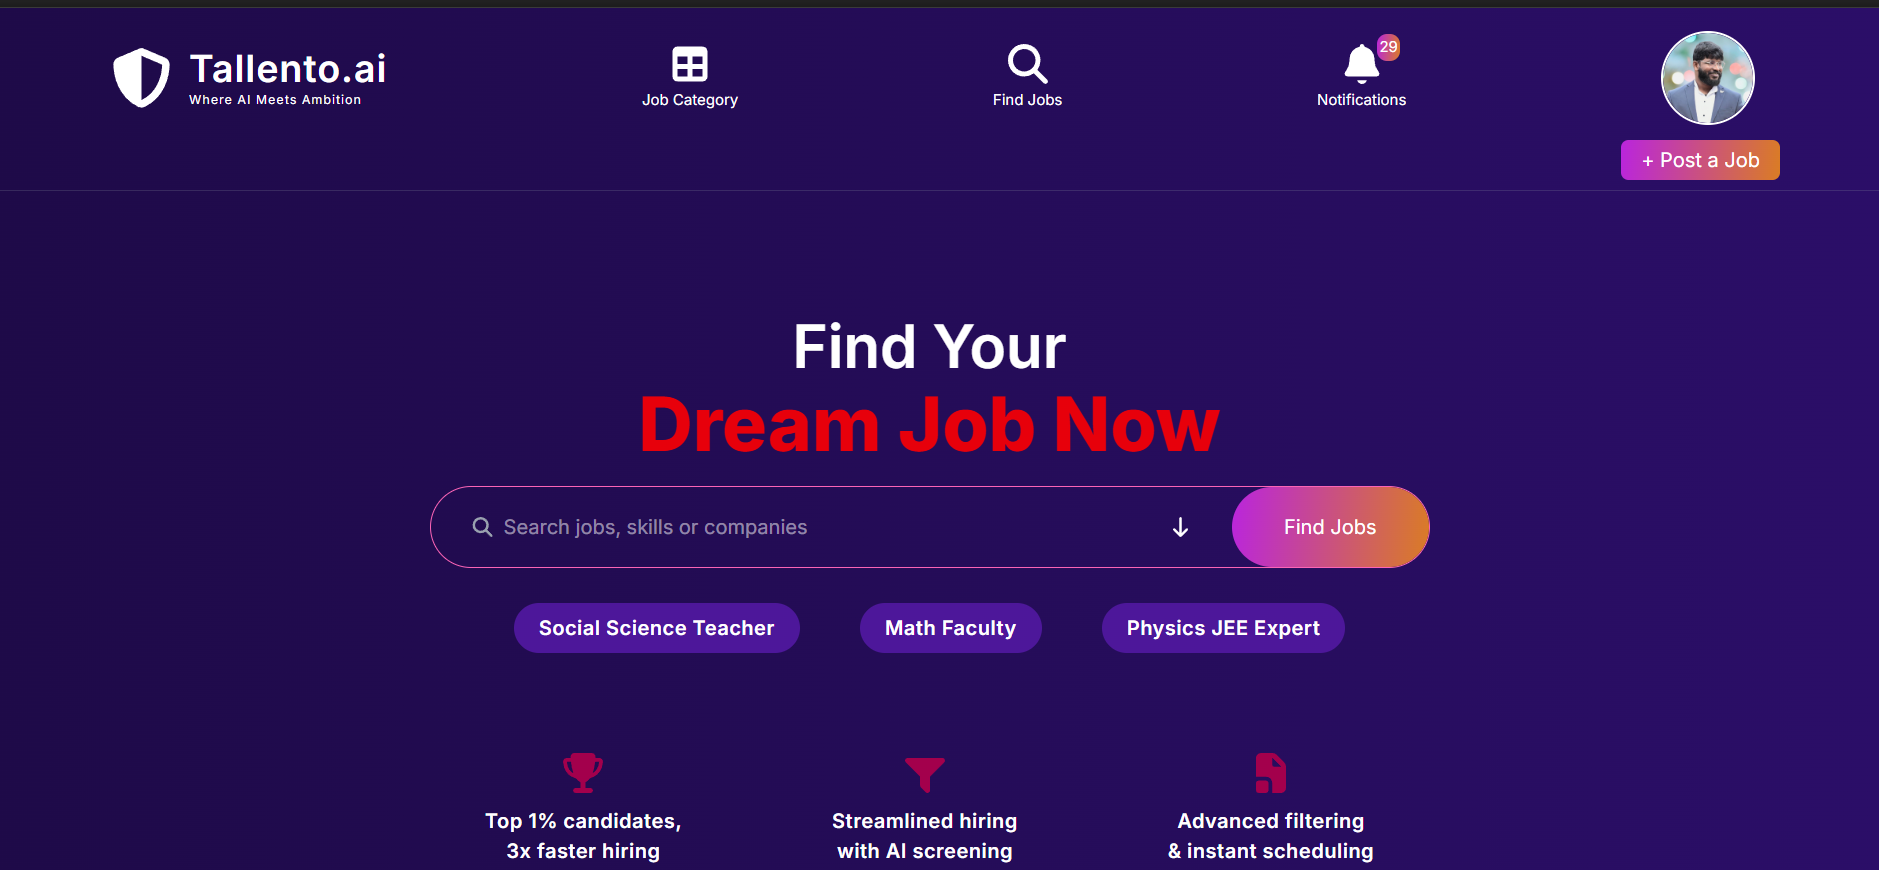 Tallento.ai
Where AI Meets Ambition
Job Category
Find Jobs
29
Notifications
+ Post a Job
Find Your
Dream Job Now
Search jobs, skills or companies
Find Jobs
Social Science Teacher
Math Faculty
Physics JEE Expert
Top 1% candidates,
3x faster hiring
Streamlined hiring
with AI screening
Advanced filtering
& instant scheduling